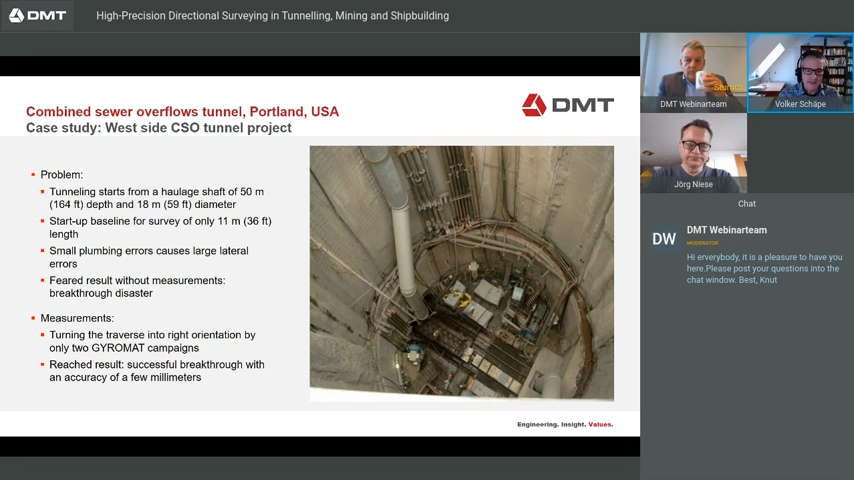 DMT
High-Precision Directional Surveying in Tunnelling, Mining and Shipbuilding
Combined sewer overflows tunnel, Portland, USA
Case study: West side CSO tunnel project
DMT
Problem:
Tunneling starts from a haulage shaft of 50 m
(164 ft) depth and 18 m (59 ft) diameter
Start-up baseline for survey of only 11 m (36 ft)
length
Small plumbing errors causes large lateral
errors
Feared result without measurements:
breakthrough disaster
Measurements:
Turning the traverse into right orientation by
only two GYROMAT campaigns
Reached result: successful breakthrough with
an accuracy of a few millimeters
Engineering. Insight. Values.
DMT Webinarteam
Volker Schäpe
Jörg Niese
Chat
DW
DMT Webinarteam
MODERATOR
Hi erverybody, it is a pleasure to have you
here.Please post your questions into the
chat window. Best, Knut